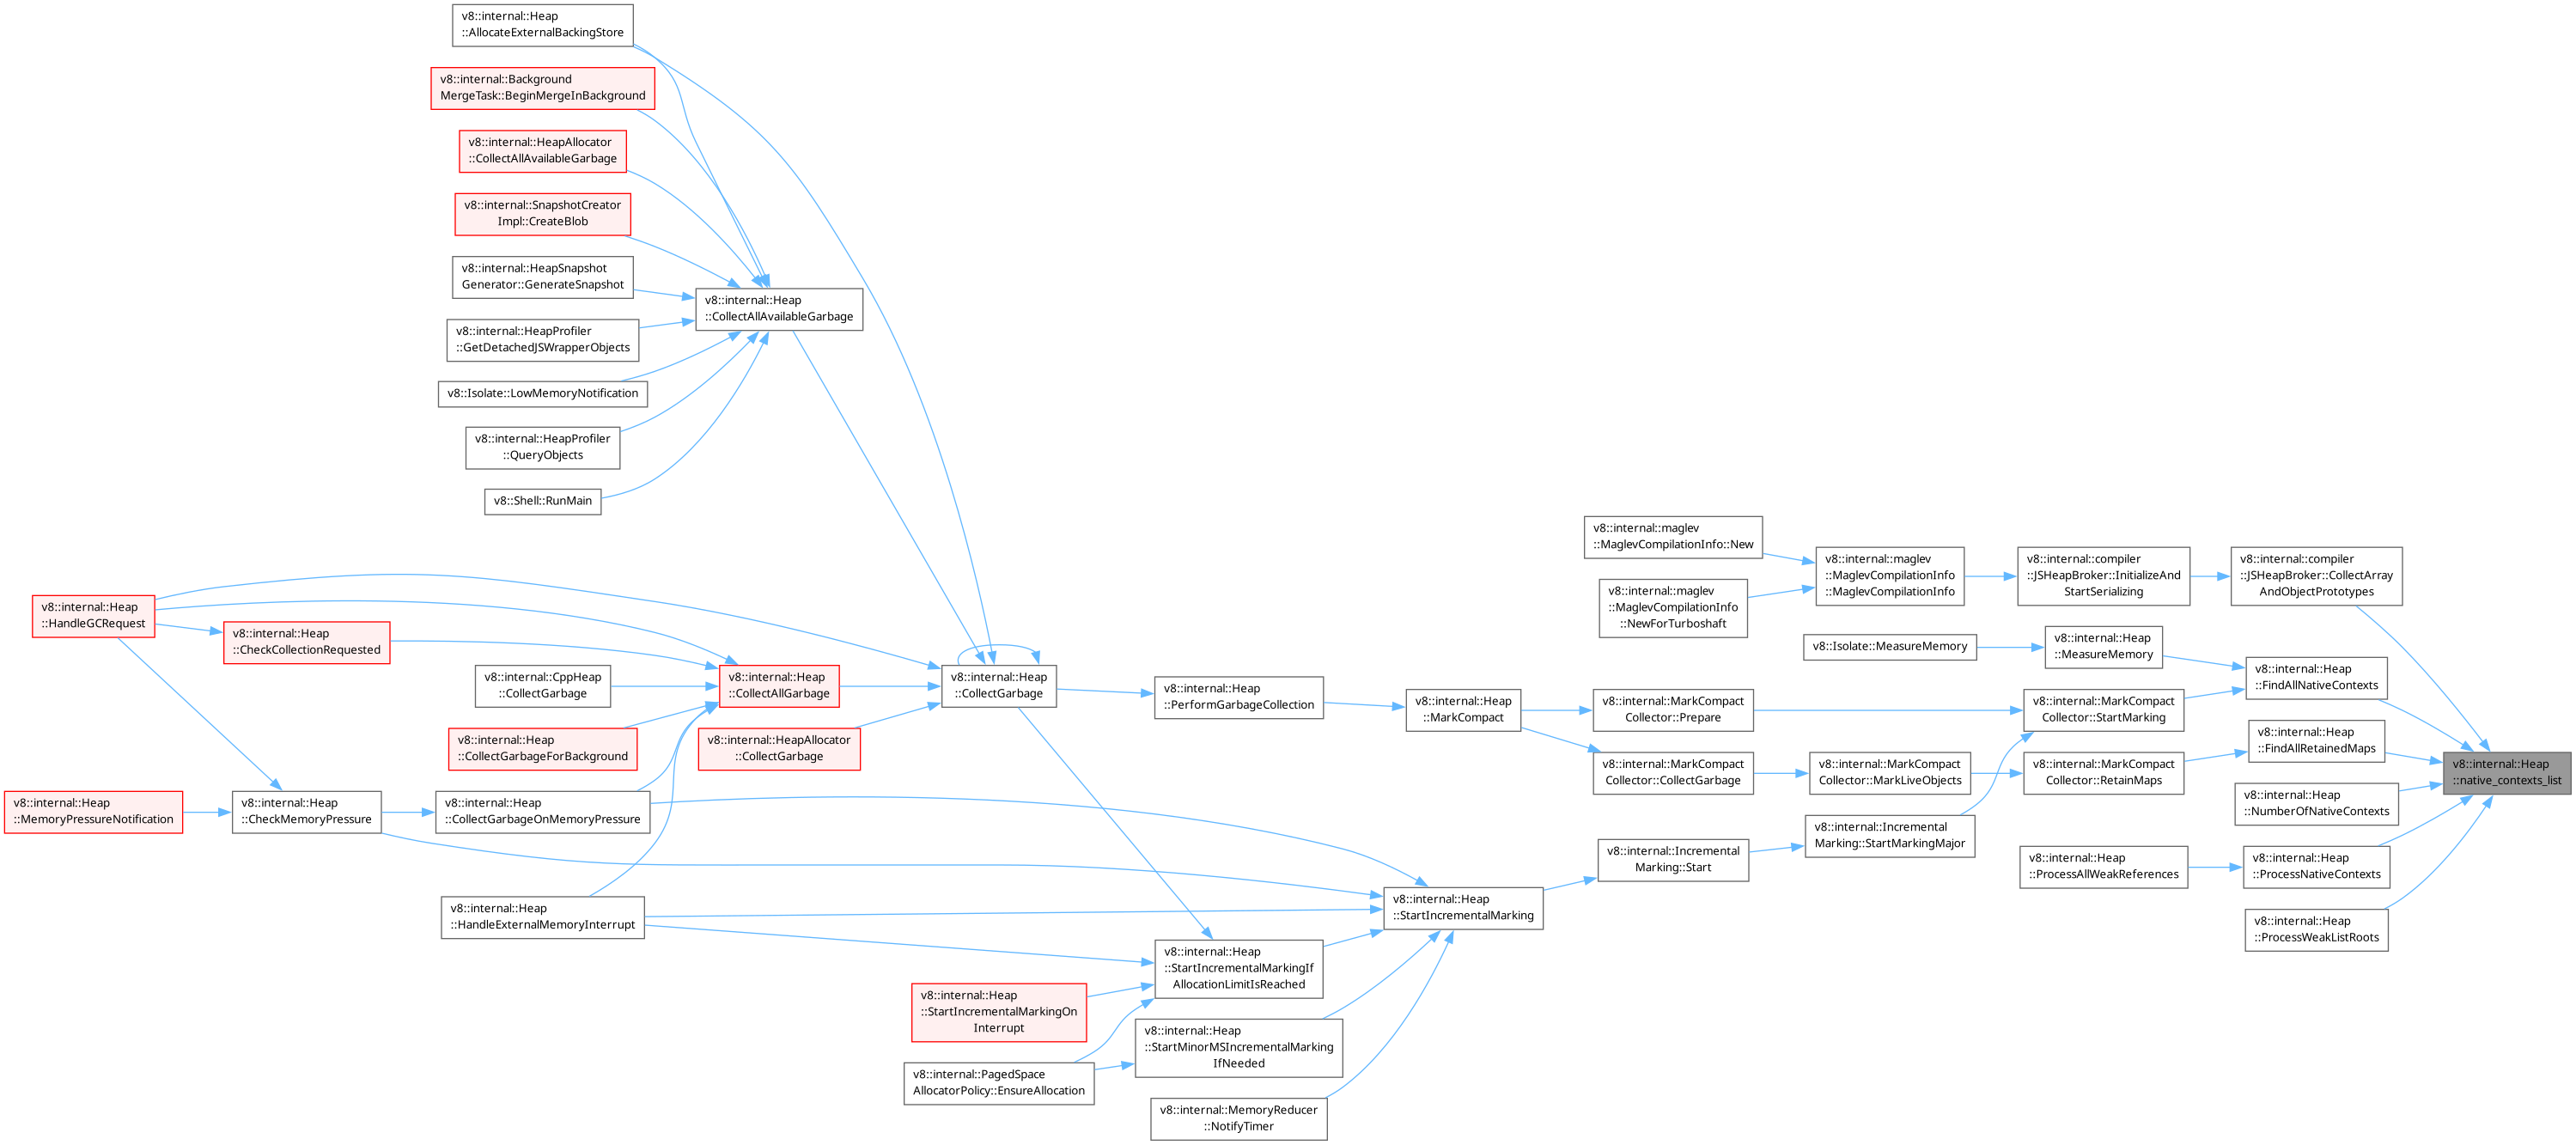 v8::internal::Heap
::AllocateExternalBackingStore
v8::internal::Background
MergeTask::BeginMergeInBackground
v8::internal::HeapAllocator
::CollectAllAvailableGarbage
v8::internal::SnapshotCreator
Impl::CreateBlob
v8::internal::HeapSnapshot
Generator::GenerateSnapshot
v8::internal::HeapProfiler
::GetDetachedJSWrapperObjects
v8::Isolate::LowMemoryNotification
v8::internal::HeapProfiler
::QueryObjects
v8::Shell::RunMain
v8::internal::Heap
::CollectAllAvailableGarbage
v8::internal::Heap
::HandleGCRequest
v8::internal::Heap
::CheckCollectionRequested
v8::internal::CppHeap
::CollectGarbage
v8::internal::Heap
::CollectAllGarbage
v8::internal::Heap
::CollectGarbageForBackground
v8::internal::HeapAllocator
::CollectGarbage
v8::internal::Heap
::CollectGarbage
v8::internal::Heap
::MemoryPressureNotification
v8::internal::Heap
::CheckMemoryPressure
v8::internal::Heap
::CollectGarbageOnMemoryPressure
v8::internal::Heap
::HandleExternalMemoryInterrupt
v8::internal::Heap
::StartIncrementalMarkingOn
Interrupt
v8::internal::PagedSpace
AllocatorPolicy::EnsureAllocation
v8::internal::Heap
::PerformGarbageCollection
v8::internal::Heap
::StartIncrementalMarkingIf
AllocationLimitIsReached
v8::internal::Heap
::StartMinorMSIncrementalMarking
IfNeeded
v8::internal::MemoryReducer
::NotifyTimer
v8::internal::Heap
::MarkCompact
v8::internal::Heap
::StartIncrementalMarking
v8::internal::maglev
::MaglevCompilationInfo::New
v8::internal::maglev
::MaglevCompilationInfo
::NewForTurboshaft
v8::internal::MarkCompact
Collector::Prepare
v8::internal::MarkCompact
Collector::CollectGarbage
v8::internal::Incremental
Marking::Start
v8::internal::maglev
::MaglevCompilationInfo
::MaglevCompilationInfo
v8::Isolate::MeasureMemory
v8::internal::MarkCompact
Collector::MarkLiveObjects
v8::internal::Incremental
Marking::StartMarkingMajor
v8::internal::compiler
::JSHeapBroker::InitializeAnd
StartSerializing
v8::internal::Heap
::MeasureMemory
v8::internal::MarkCompact
Collector::StartMarking
v8::internal::MarkCompact
Collector::RetainMaps
v8::internal::Heap
::ProcessAllWeakReferences
v8::internal::compiler
::JSHeapBroker::CollectArray
AndObjectPrototypes
v8::internal::Heap
::FindAllNativeContexts
v8::internal::Heap
::FindAllRetainedMaps
v8::internal::Heap
::NumberOfNativeContexts
v8::internal::Heap
::ProcessNativeContexts
v8::internal::Heap
::ProcessWeakListRoots
v8::internal::Heap
::native_contexts_list